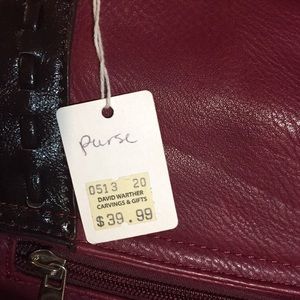 purse
0513 20
DAVID WARTHER
CARVINGS & GIFTS
$39.99